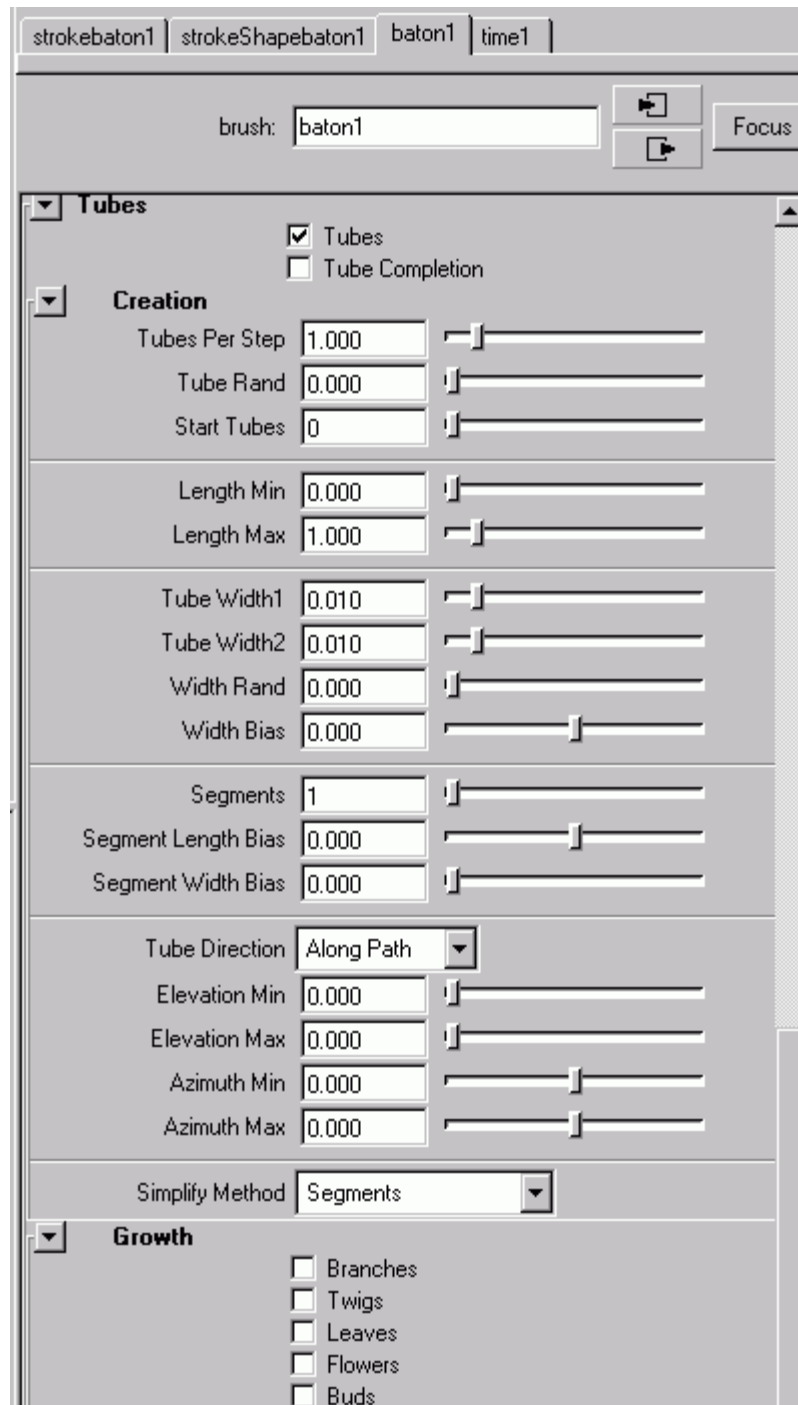 strokebaton1 strokeShapebaton1 baton1 time1
brush: baton1 Focus
Tubes
Tubes
Tube Completion
Creation
Tubes Per Step 1.000
Tube Rand 0.000
Start Tubes 0
Length Min 0.000
Length Max 1.000
Tube Width1 0.010
Tube Width2 0.010
Width Rand 0.000
Width Bias 0.000
Segments 1
Segment Length Bias 0.000
Segment Width Bias 0.000
Tube Direction Along Path
Elevation Min 0.000
Elevation Max 0.000
Azimuth Min 0.000
Azimuth Max 0.000
Simplify Method Segments
Growth
Branches
Twigs
Leaves
Flowers
Buds